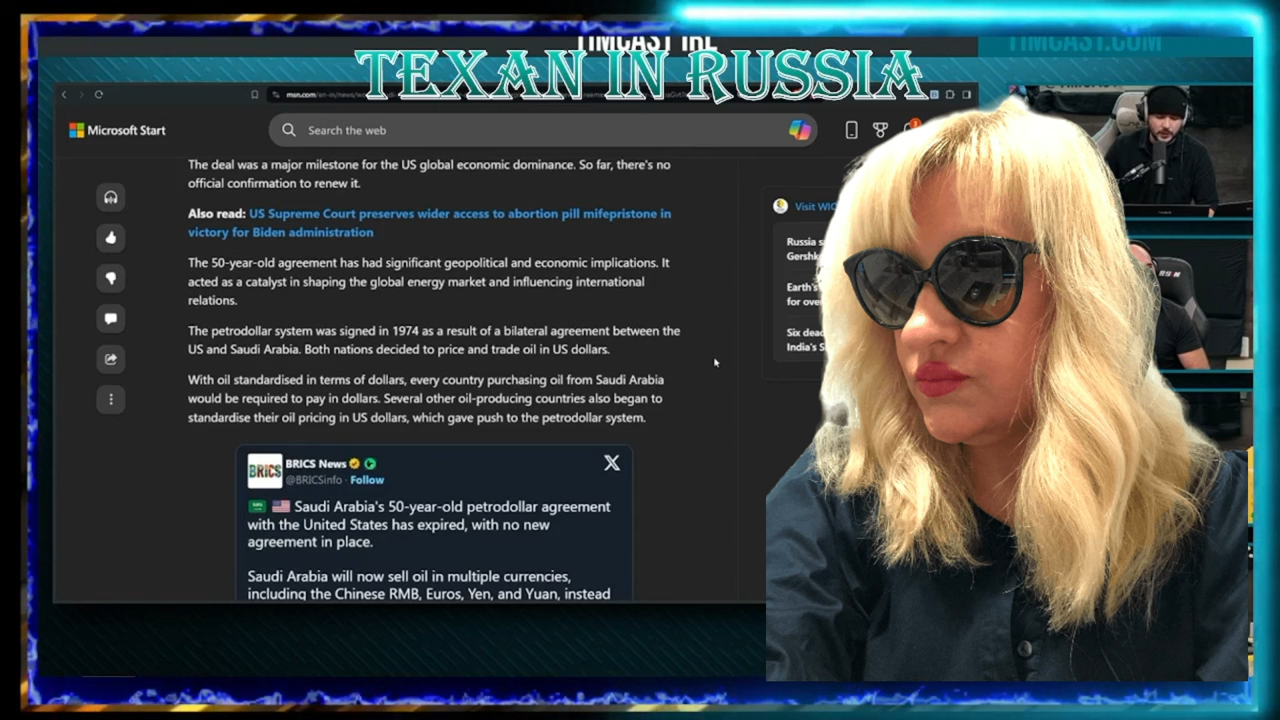 TIMCAST IRL
TIMCAST.COM
TEXAN IN RUSSIA
Microsoft Start
Search the web
The deal was a major milestone for the US global economic dominance. So far, there's no
official confirmation to renew it.
Also read: US Supreme Court preserves wider access to abortion pill mifepristone in
victory for Biden administration
The 50-year-old agreement has had significant geopolitical and economic implications. It
acted as a catalyst in shaping the global energy market and influencing international
relations.
The petrodollar system was signed in 1974 as a result of a bilateral agreement between the
US and Saudi Arabia. Both nations decided to price and trade oil in US dollars.
With oil standardised in terms of dollars, every country purchasing oil from Saudi Arabia
would be required to pay in dollars. Several other oil-producing countries also began to
standardise their oil pricing in US dollars, which gave push to the petrodollar system.
BRICS
BRICS News
@BRICSinfo · Follow
X
Saudi Arabia's 50-year-old petrodollar agreement
with the United States has expired, with no new
agreement in place.
Saudi Arabia will now sell oil in multiple currencies,
including the Chinese RMB, Euros, Yen, and Yuan, instead
Visit
Russia
Earth's
for
Six
India's